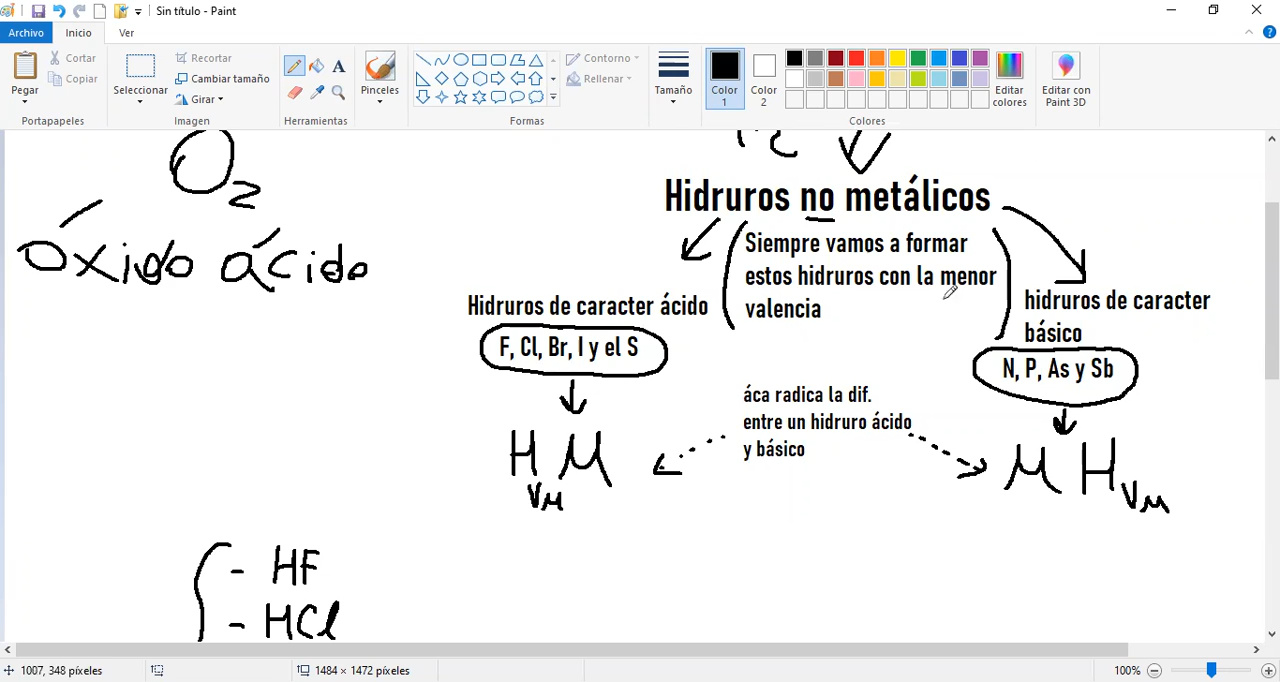 Sin título - Paint
Archivo Inicio Ver
Pegar
Cortar
Copiar
Portapapeles
Seleccionar
Recortar
Cambiar tamaño
Girar
Imagen
A
Herramientas
Pinceles
Contorno
Rellenar
Formas
Tamaño
Color 1
Color 2
Editar colores
Colores
Editar con Paint 3D
O2
Óxido ácido
Hidruros no metálicos
Siempre vamos a formar
estos hidruros con la menor
valencia
Hidruros de caracter ácido
F, Cl, Br, I y el S
HVM M
hidruros de caracter
básico
N, P, As y Sb
M HVM
áca radica la dif.
entre un hidruro ácido
y básico
- HF
- HCl
1007, 348 píxeles
1484 × 1472 píxeles
100%